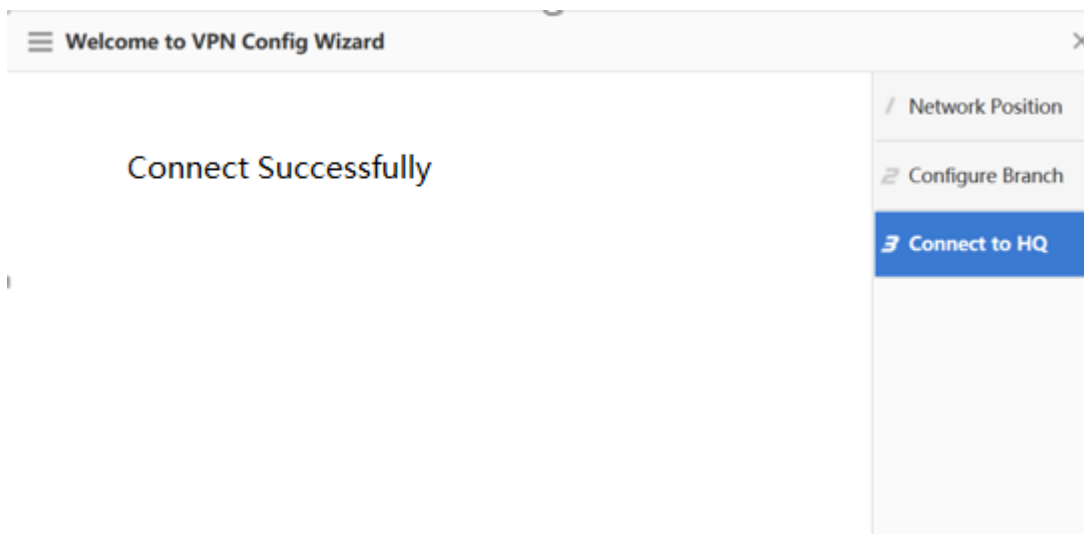 Welcome to VPN Config Wizard
Connect Successfully
1 Network Position
2 Configure Branch
3 Connect to HQ